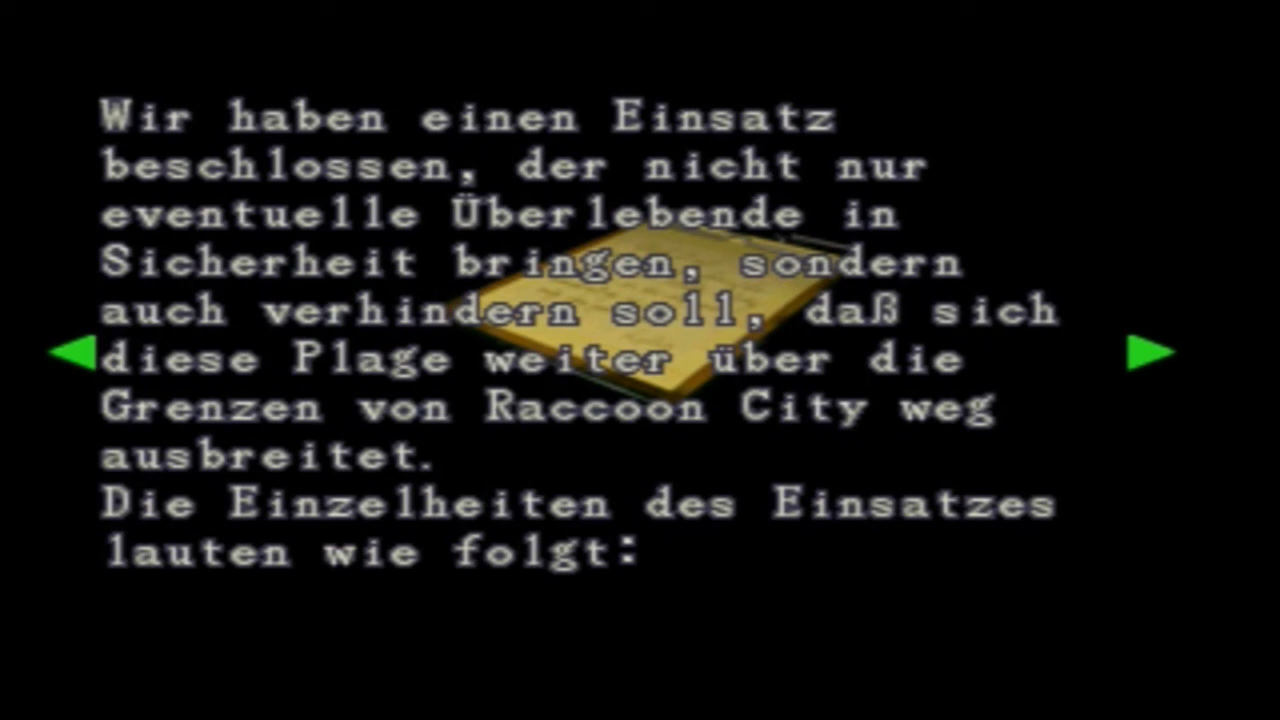 Wir haben einen Einsatz
beschlossen, der nicht nur
eventuelle Überlebende in
Sicherheit bringen, sondern
auch verhindern soll, daß sich
diese Plage weiter über die
Grenzen von Raccoon City weg
ausbreitet.
Die Einzelheiten des Einsatzes
lauten wie folgt: